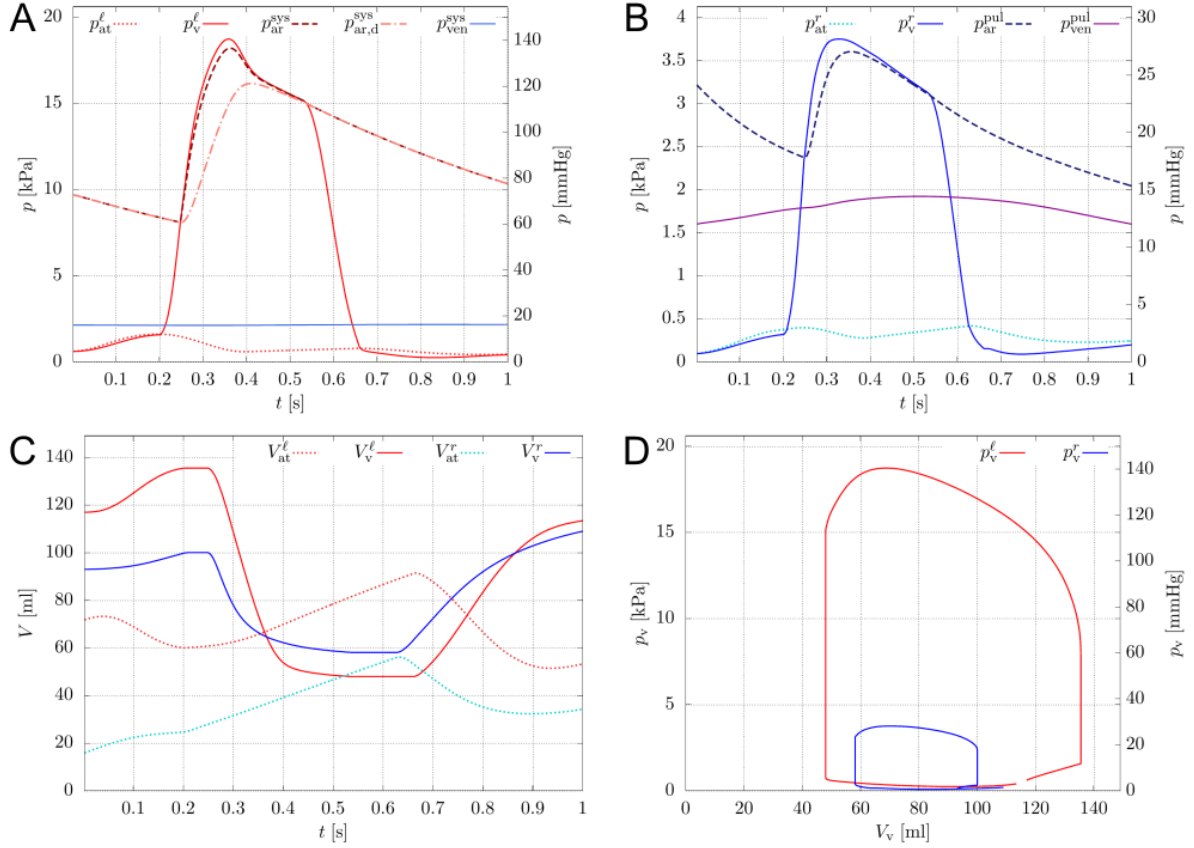 A
p_at^ℓ p_v^ℓ p_ar^sys p_ar,d^sys p_ven^sys
20
15
10
5
0
p [kPa]
140
120
100
80
60
40
20
0
p [mmHg]
0.1 0.2 0.3 0.4 0.5 0.6 0.7 0.8 0.9 1
t [s]
B
p_at^r p_v^r p_ar^pul p_ven^pul
4
3.5
3
2.5
2
1.5
1
0.5
0
p [kPa]
30
25
20
15
10
5
0
p [mmHg]
0.1 0.2 0.3 0.4 0.5 0.6 0.7 0.8 0.9 1
t [s]
C
V_at^ℓ V_v^ℓ V_at^r V_v^r
140
120
100
80
60
40
20
0
V [ml]
0.1 0.2 0.3 0.4 0.5 0.6 0.7 0.8 0.9 1
t [s]
D
p_v^ℓ p_v^r
20
15
10
5
0
p_v [kPa]
140
120
100
80
60
40
20
0
p_v [mmHg]
0 20 40 60 80 100 120 140
V_v [ml]